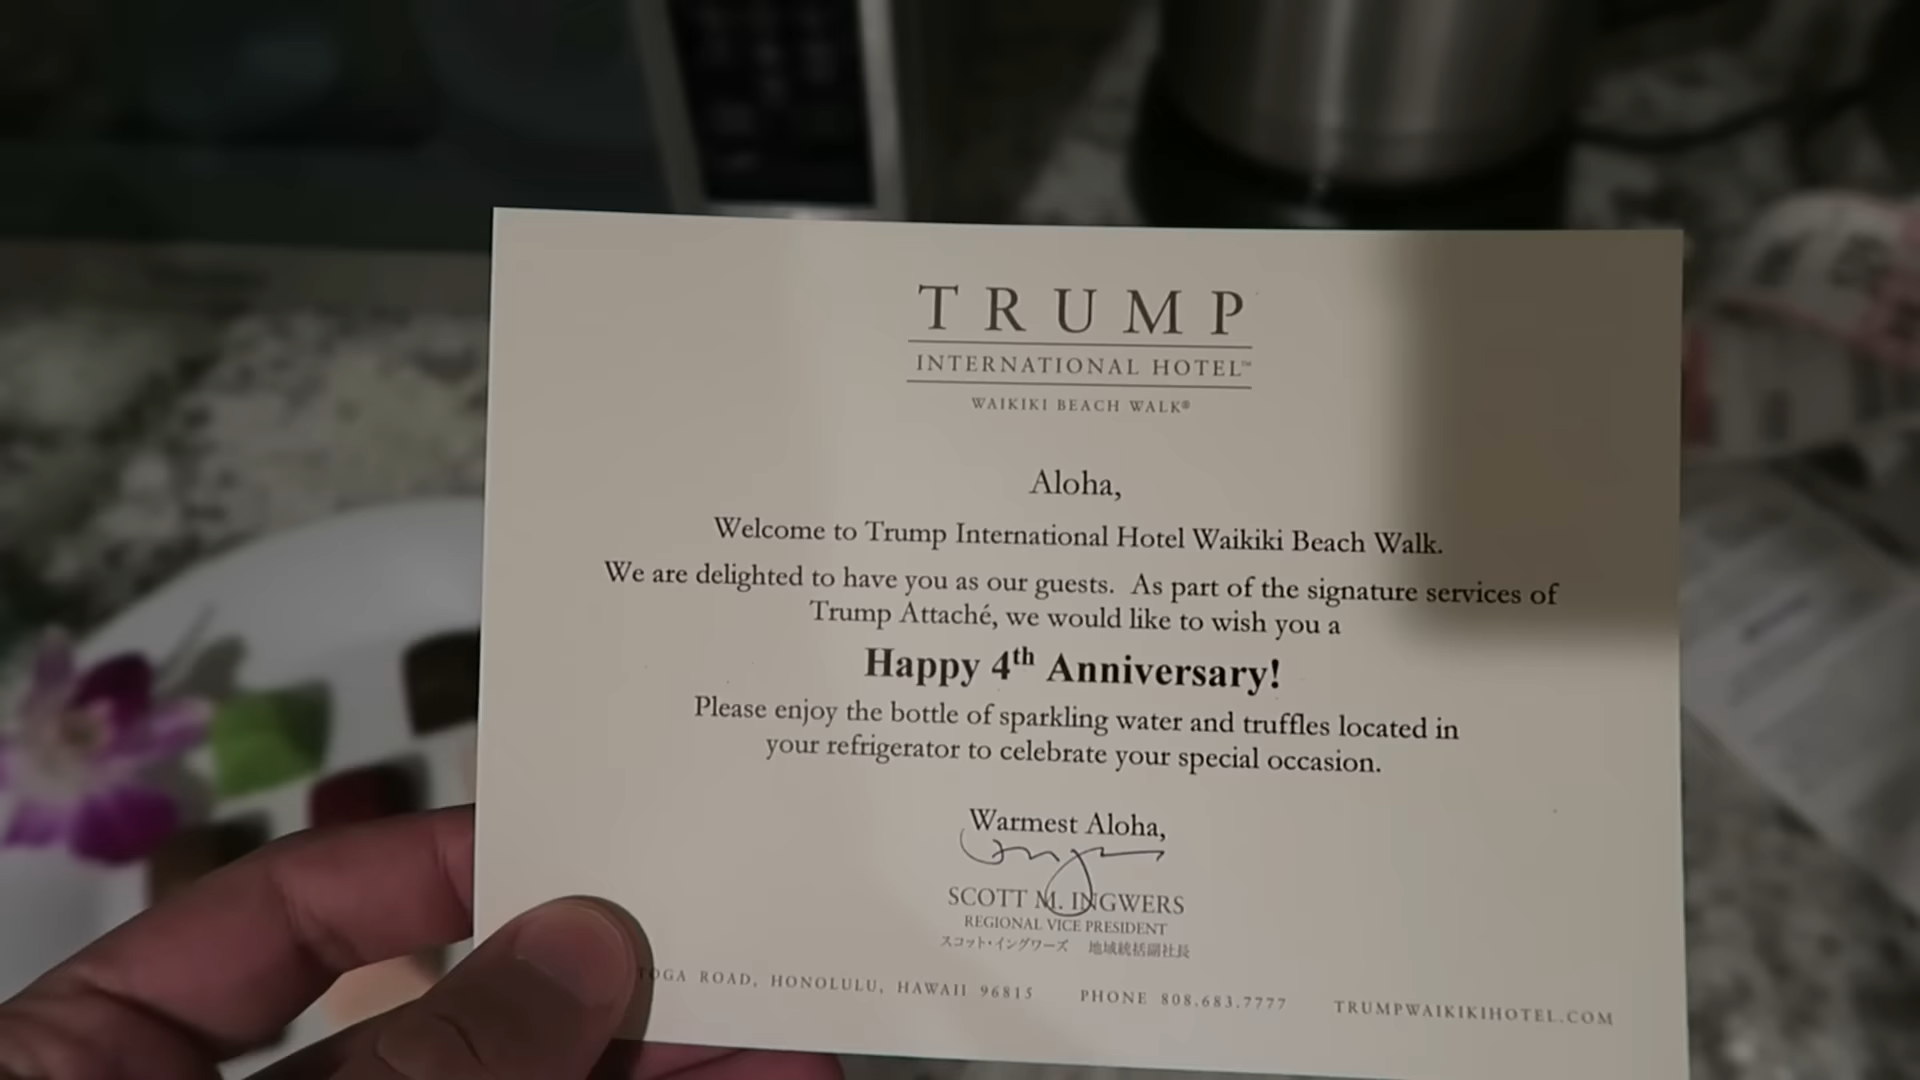 TRUMP
INTERNATIONAL HOTEL™
WAIKIKI BEACH WALK®
Aloha,
Welcome to Trump International Hotel Waikiki Beach Walk.
We are delighted to have you as our guests. As part of the signature services of
Trump Attaché, we would like to wish you a
Happy 4th Anniversary!
Please enjoy the bottle of sparkling water and truffles located in
your refrigerator to celebrate your special occasion.
Warmest Aloha,
SCOTT M. INGWERS
REGIONAL VICE PRESIDENT
スコット・イングワーズ 地域統括副社長
ROAD, HONOLULU, HAWAII 96815 PHONE 808.683.7777 TRUMPWAIKIKIHOTEL.COM